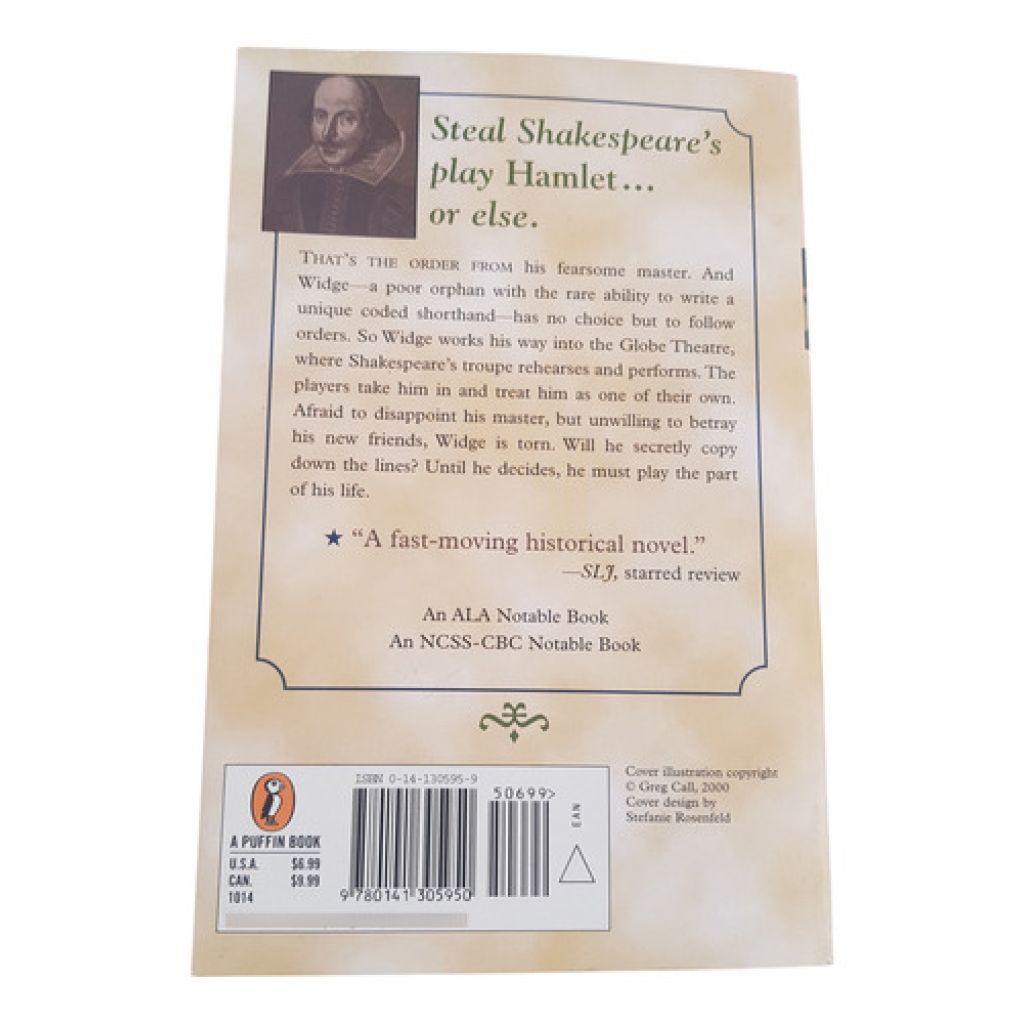 Steal Shakespeare's
play Hamlet...
or else.
THAT'S THE ORDER FROM his fearsome master. And
Widge—a poor orphan with the rare ability to write a
unique coded shorthand—has no choice but to follow
orders. So Widge works his way into the Globe Theatre,
where Shakespeare's troupe rehearses and performs. The
players take him in and treat him as one of their own.
Afraid to disappoint his master, but unwilling to betray
his new friends, Widge is torn. Will he secretly copy
down the lines? Until he decides, he must play the part
of his life.
★ "A fast-moving historical novel."
—SLJ, starred review
An ALA Notable Book
An NCSS-CBC Notable Book
A PUFFIN BOOK
U.S.A. $6.99
CAN. $9.99
1014
ISBN 0-14-130595-9
50699>
EAN
9 780141 305950
Cover illustration copyright
© Greg Call, 2000
Cover design by
Stefanie Rosenfeld